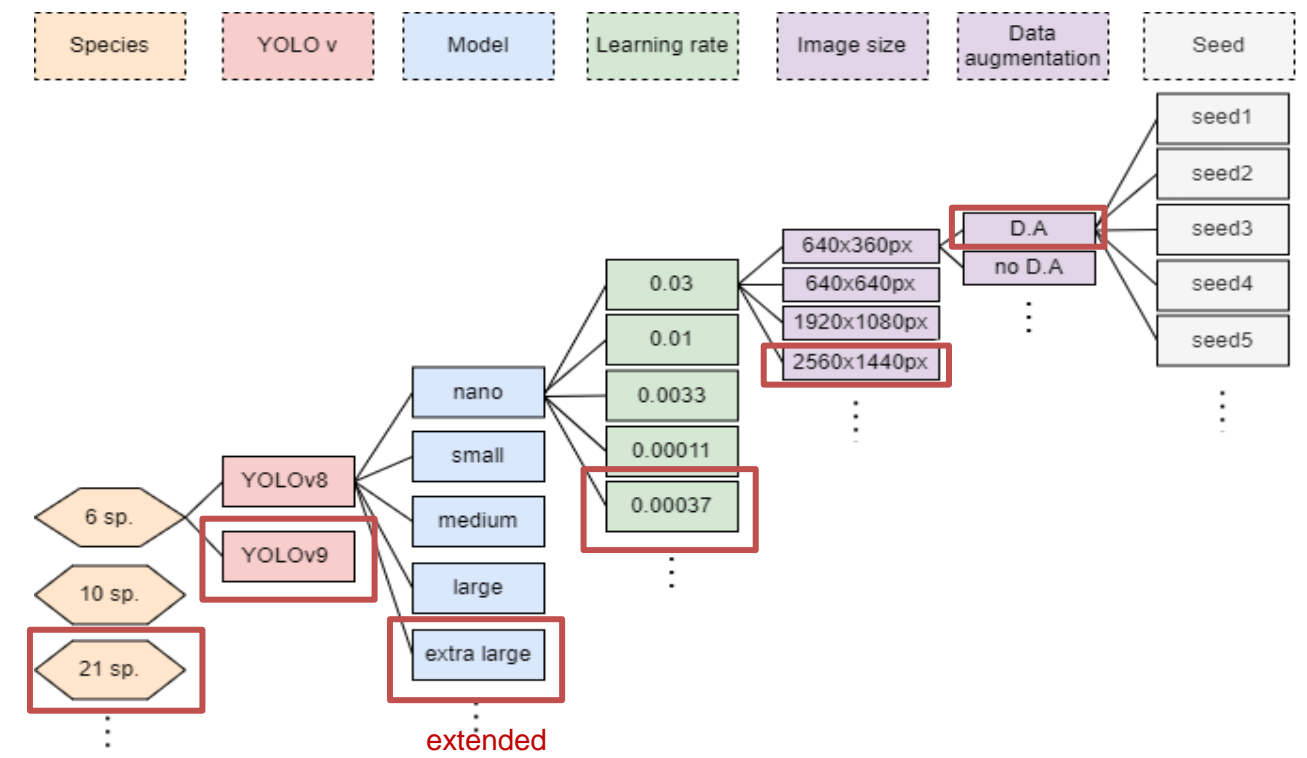 Species
YOLO v
Model
Learning rate
Image size
Data
augmentation
Seed
6 sp.
10 sp.
21 sp.
YOLOv8
YOLOv9
nano
small
medium
large
extra large
extended
0.03
0.01
0.0033
0.00011
0.00037
640x360px
640x640px
1920x1080px
2560x1440px
D.A
no D.A
seed1
seed2
seed3
seed4
seed5